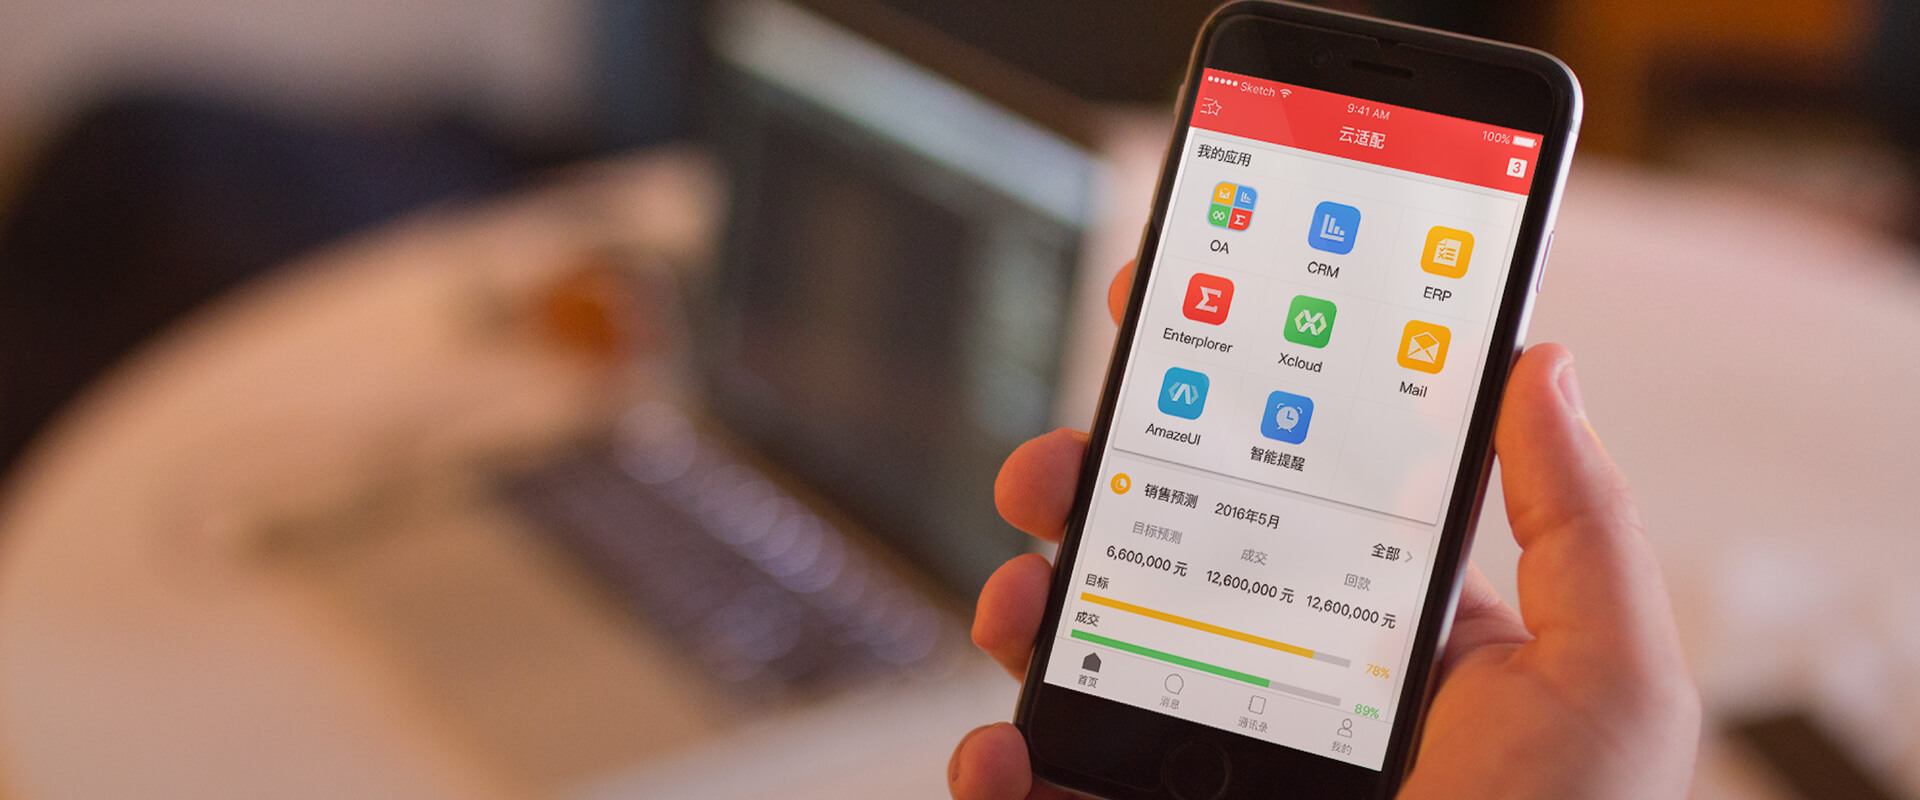 Sketch 9:41 AM 100%
云适配
3
我的应用
OA CRM ERP
Enterplorer Xcloud Mail
AmazeUI 智能提醒
销售预测 2016年5月
全部
目标预测 成交 回款
6,600,000 元 12,600,000 元 12,600,000 元
目标
78%
成交
89%
首页 消息 通讯录 我的